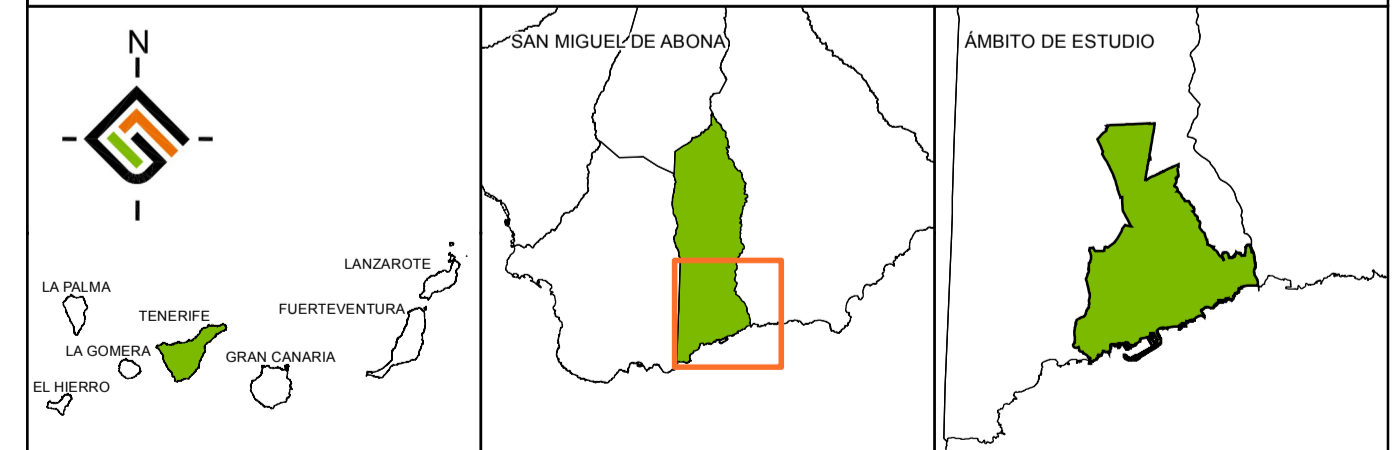 N
LANZAROTE
LA PALMA
FUERTEVENTURA
TENERIFE
LA GOMERA
GRAN CANARIA
EL HIERRO
SAN MIGUEL DE ABONA
ÁMBITO DE ESTUDIO